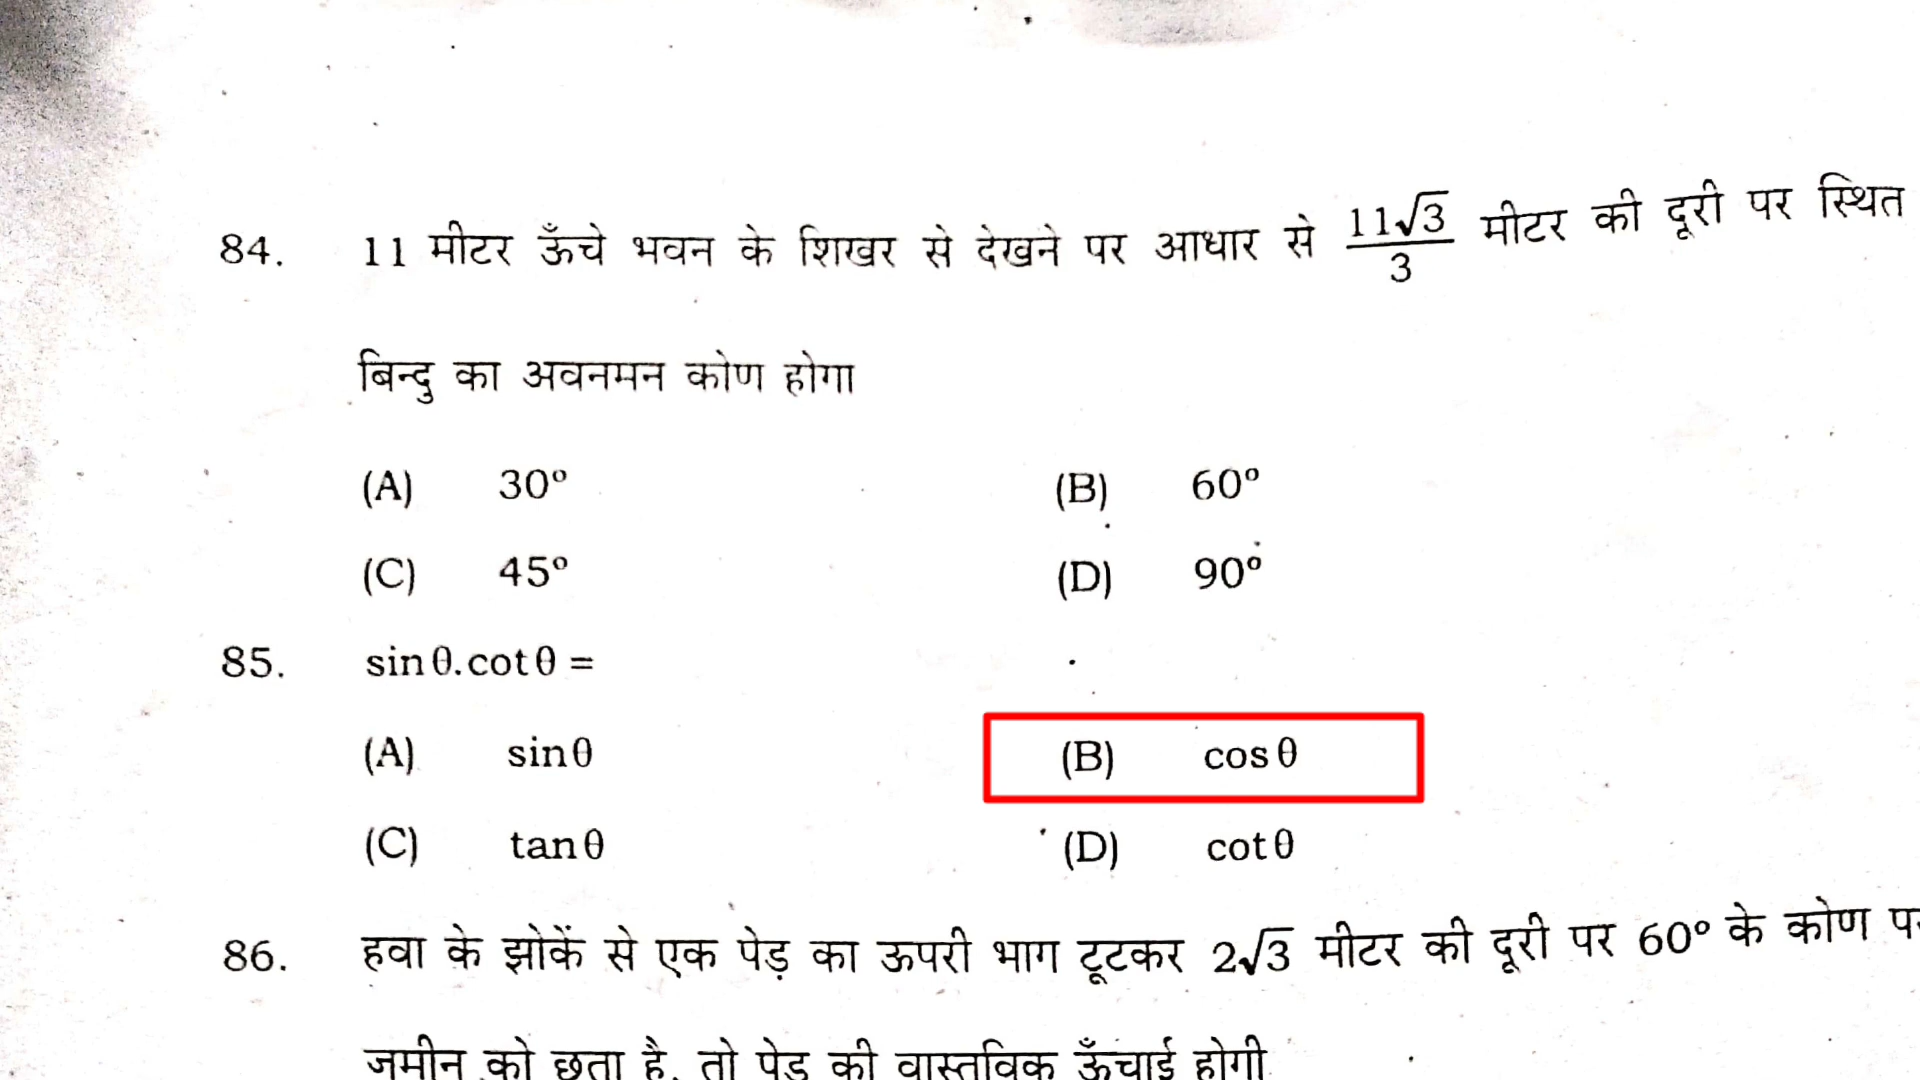 84. 11 मीटर ऊँचे भवन के शिखर से देखने पर आधार से 11√3/3 मीटर की दूरी पर स्थित
बिन्दु का अवनमन कोण होगा
(A) 30° (B) 60°
(C) 45° (D) 90°
85. sinθ.cotθ =
(A) sinθ (B) cosθ
(C) tanθ (D) cotθ
86. हवा के झोकें से एक पेड़ का ऊपरी भाग टूटकर 2√3 मीटर की दूरी पर 60° के कोण
जमीन को छूता है, तो पेड़ की वास्तविक ऊँचाई होगी